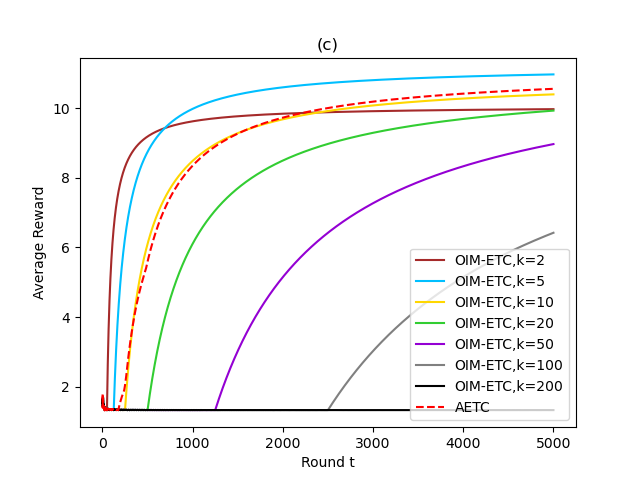 (c)
Average Reward
10
8
6
4
2
OIM-ETC,k=2
OIM-ETC,k=5
OIM-ETC,k=10
OIM-ETC,k=20
OIM-ETC,k=50
OIM-ETC,k=100
OIM-ETC,k=200
AETC
0 1000 2000 3000 4000 5000
Round t